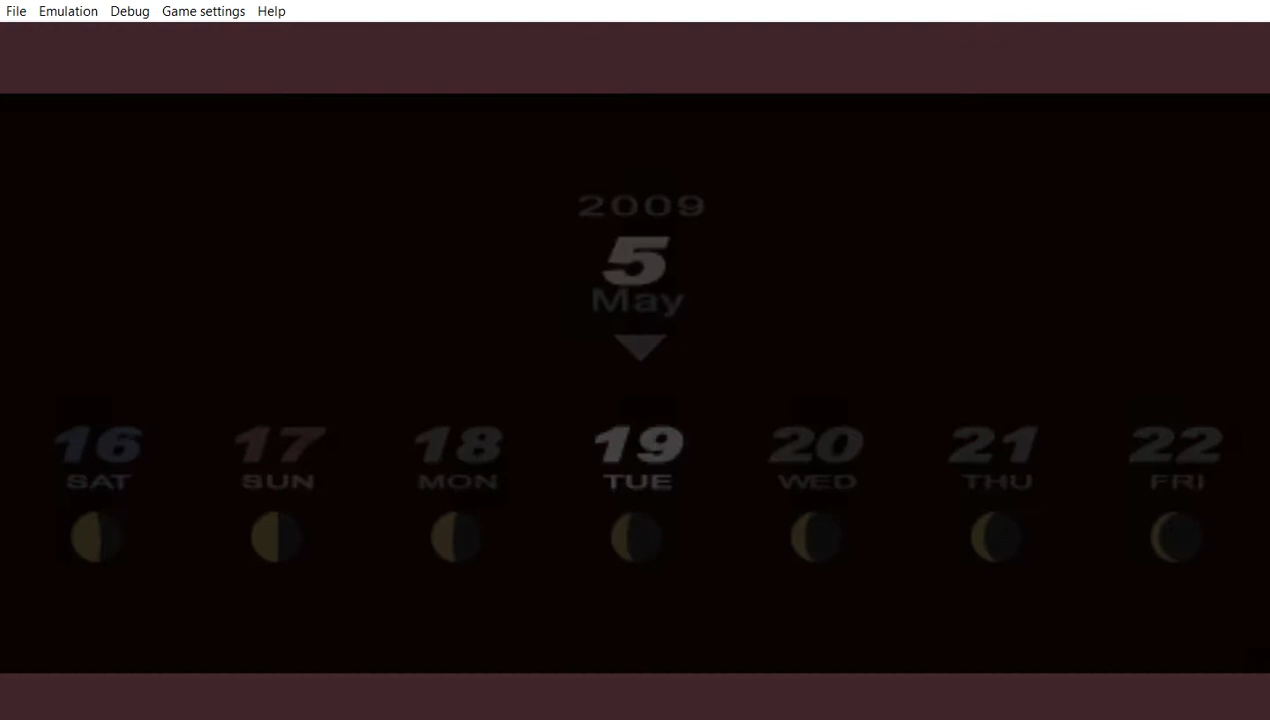 File Emulation Debug Game settings Help
2009
5
May
16 17 18 19 20 21 22
SAT SUN MON TUE WED THU FRI